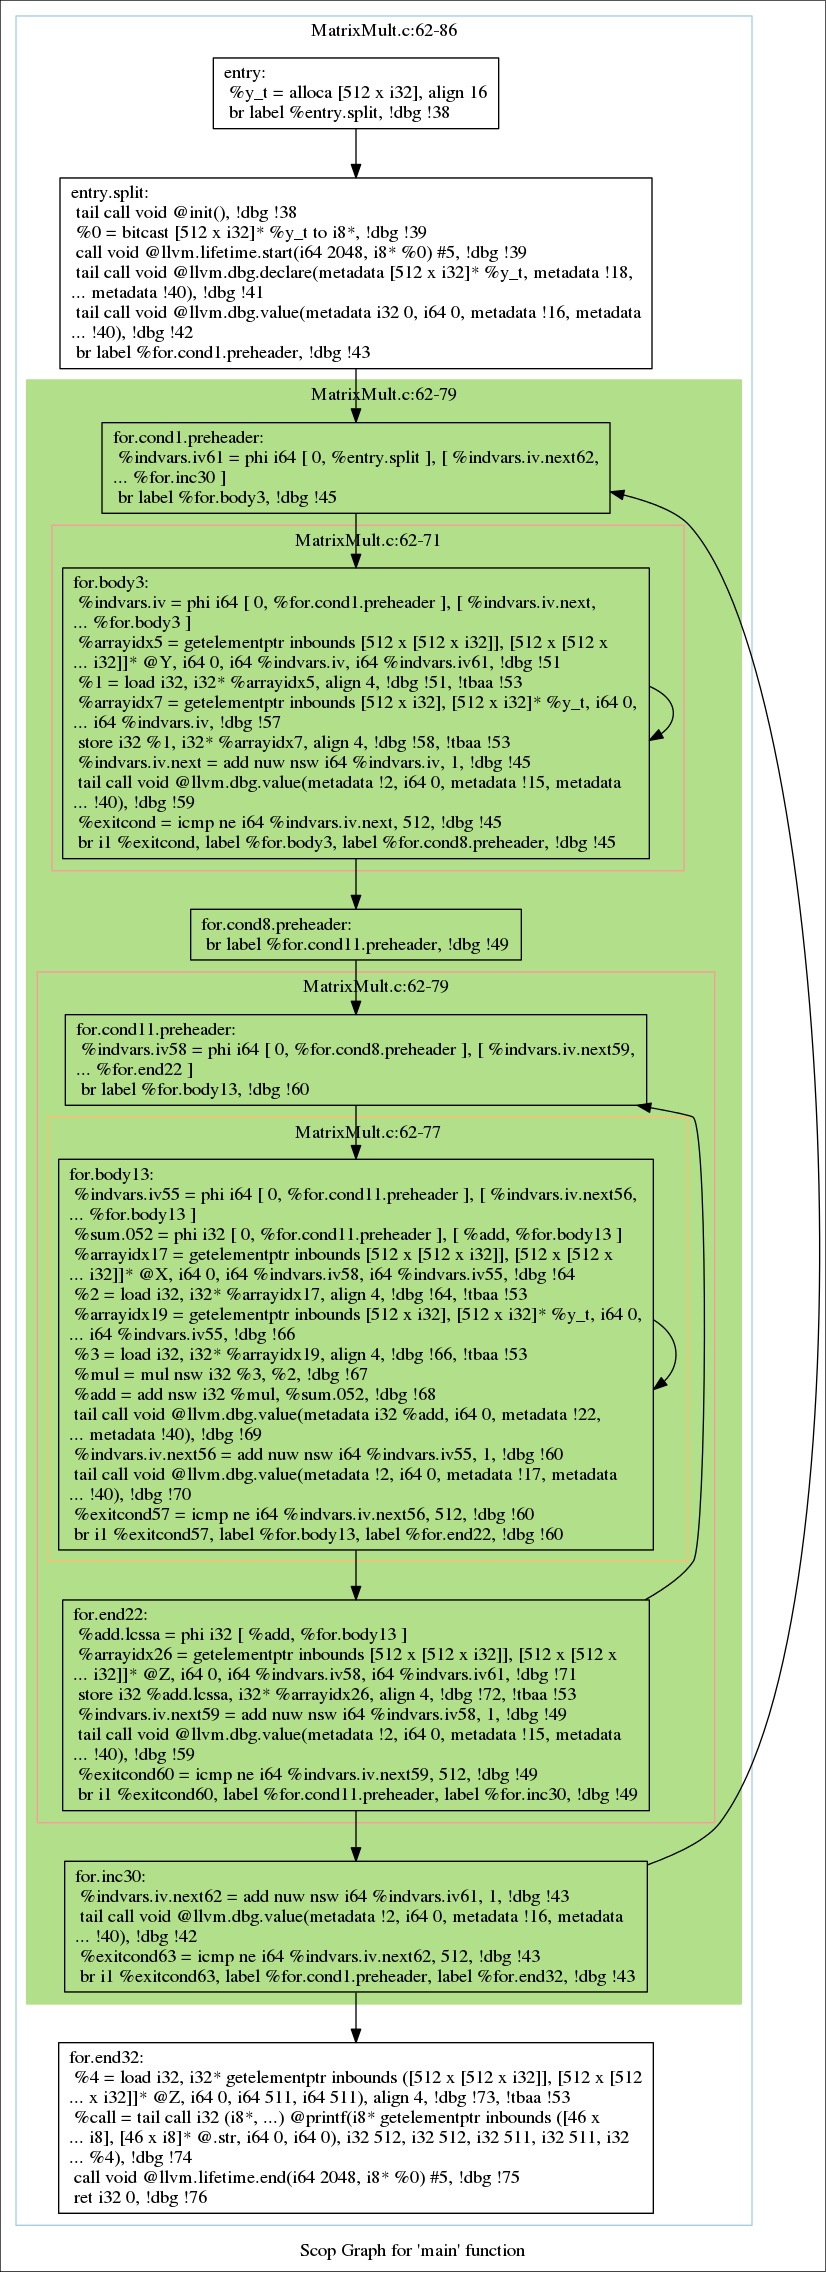 MatrixMult.c:62-86
entry:
%y_t = alloca [512 x i32], align 16
br label %entry.split, !dbg !38
entry.split:
tail call void @init(), !dbg !38
%0 = bitcast [512 x i32]* %y_t to i8*, !dbg !39
call void @llvm.lifetime.start(i64 2048, i8* %0) #5, !dbg !39
tail call void @llvm.dbg.declare(metadata [512 x i32]* %y_t, metadata !18,
... metadata !40), !dbg !41
tail call void @llvm.dbg.value(metadata i32 0, i64 0, metadata !16, metadata
... !40), !dbg !42
br label %for.cond1.preheader, !dbg !43
MatrixMult.c:62-79
for.cond1.preheader:
%indvars.iv61 = phi i64 [ 0, %entry.split ], [ %indvars.iv.next62,
... %for.inc30 ]
br label %for.body3, !dbg !45
MatrixMult.c:62-71
for.body3:
%indvars.iv = phi i64 [ 0, %for.cond1.preheader ], [ %indvars.iv.next,
... %for.body3 ]
%arrayidx5 = getelementptr inbounds [512 x [512 x i32]], [512 x [512 x
... i32]]* @Y, i64 0, i64 %indvars.iv, i64 %indvars.iv61, !dbg !51
%1 = load i32, i32* %arrayidx5, align 4, !dbg !51, !tbaa !53
%arrayidx7 = getelementptr inbounds [512 x i32], [512 x i32]* %y_t, i64 0,
... i64 %indvars.iv, !dbg !57
store i32 %1, i32* %arrayidx7, align 4, !dbg !58, !tbaa !53
%indvars.iv.next = add nuw nsw i64 %indvars.iv, 1, !dbg !45
tail call void @llvm.dbg.value(metadata !2, i64 0, metadata !15, metadata
... !40), !dbg !59
%exitcond = icmp ne i64 %indvars.iv.next, 512, !dbg !45
br i1 %exitcond, label %for.body3, label %for.cond8.preheader, !dbg !45
for.cond8.preheader:
br label %for.cond11.preheader, !dbg !49
MatrixMult.c:62-79
for.cond11.preheader:
%indvars.iv58 = phi i64 [ 0, %for.cond8.preheader ], [ %indvars.iv.next59,
... %for.end22 ]
br label %for.body13, !dbg !60
MatrixMult.c:62-77
for.body13:
%indvars.iv55 = phi i64 [ 0, %for.cond11.preheader ], [ %indvars.iv.next56,
... %for.body13 ]
%sum.052 = phi i32 [ 0, %for.cond11.preheader ], [ %add, %for.body13 ]
%arrayidx17 = getelementptr inbounds [512 x [512 x i32]], [512 x [512 x
... i32]]* @X, i64 0, i64 %indvars.iv58, i64 %indvars.iv55, !dbg !64
%2 = load i32, i32* %arrayidx17, align 4, !dbg !64, !tbaa !53
%arrayidx19 = getelementptr inbounds [512 x i32], [512 x i32]* %y_t, i64 0,
... i64 %indvars.iv55, !dbg !66
%3 = load i32, i32* %arrayidx19, align 4, !dbg !66, !tbaa !53
%mul = mul nsw i32 %3, %2, !dbg !67
%add = add nsw i32 %mul, %sum.052, !dbg !68
tail call void @llvm.dbg.value(metadata i32 %add, i64 0, metadata !22,
... metadata !40), !dbg !69
%indvars.iv.next56 = add nuw nsw i64 %indvars.iv55, 1, !dbg !60
tail call void @llvm.dbg.value(metadata !2, i64 0, metadata !17, metadata
... !40), !dbg !70
%exitcond57 = icmp ne i64 %indvars.iv.next56, 512, !dbg !60
br i1 %exitcond57, label %for.body13, label %for.end22, !dbg !60
for.end22:
%add.lcssa = phi i32 [ %add, %for.body13 ]
%arrayidx26 = getelementptr inbounds [512 x [512 x i32]], [512 x [512 x
... i32]]* @Z, i64 0, i64 %indvars.iv58, i64 %indvars.iv61, !dbg !71
store i32 %add.lcssa, i32* %arrayidx26, align 4, !dbg !72, !tbaa !53
%indvars.iv.next59 = add nuw nsw i64 %indvars.iv58, 1, !dbg !49
tail call void @llvm.dbg.value(metadata !2, i64 0, metadata !15, metadata
... !40), !dbg !59
%exitcond60 = icmp ne i64 %indvars.iv.next59, 512, !dbg !49
br i1 %exitcond60, label %for.cond11.preheader, label %for.inc30, !dbg !49
for.inc30:
%indvars.iv.next62 = add nuw nsw i64 %indvars.iv61, 1, !dbg !43
tail call void @llvm.dbg.value(metadata !2, i64 0, metadata !16, metadata
... !40), !dbg !42
%exitcond63 = icmp ne i64 %indvars.iv.next62, 512, !dbg !43
br i1 %exitcond63, label %for.cond1.preheader, label %for.end32, !dbg !43
for.end32:
%4 = load i32, i32* getelementptr inbounds ([512 x [512 x i32]], [512 x [512
... x i32]]* @Z, i64 0, i64 511, i64 511), align 4, !dbg !73, !tbaa !53
%call = tail call i32 (i8*, ...) @printf(i8* getelementptr inbounds ([46 x
... i8], [46 x i8]* @.str, i64 0, i64 0), i32 512, i32 512, i32 511, i32 511, i32
... %4), !dbg !74
call void @llvm.lifetime.end(i64 2048, i8* %0) #5, !dbg !75
ret i32 0, !dbg !76
Scop Graph for 'main' function